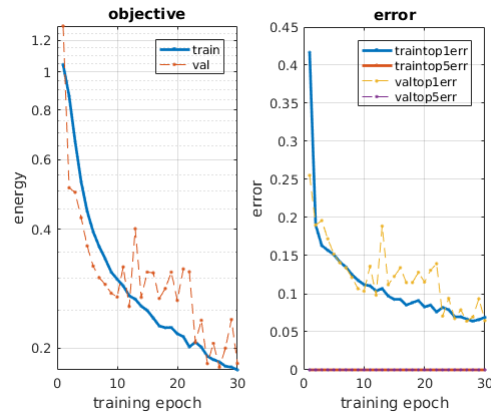 objective
train
val
1.2
1
0.8
0.6
0.4
0.2
energy
0
10
20
30
training epoch
error
traintop1err
traintop5err
valtop1err
valtop5err
0.45
0.4
0.35
0.3
0.25
0.2
0.15
0.1
0.05
0
error
0
10
20
30
training epoch